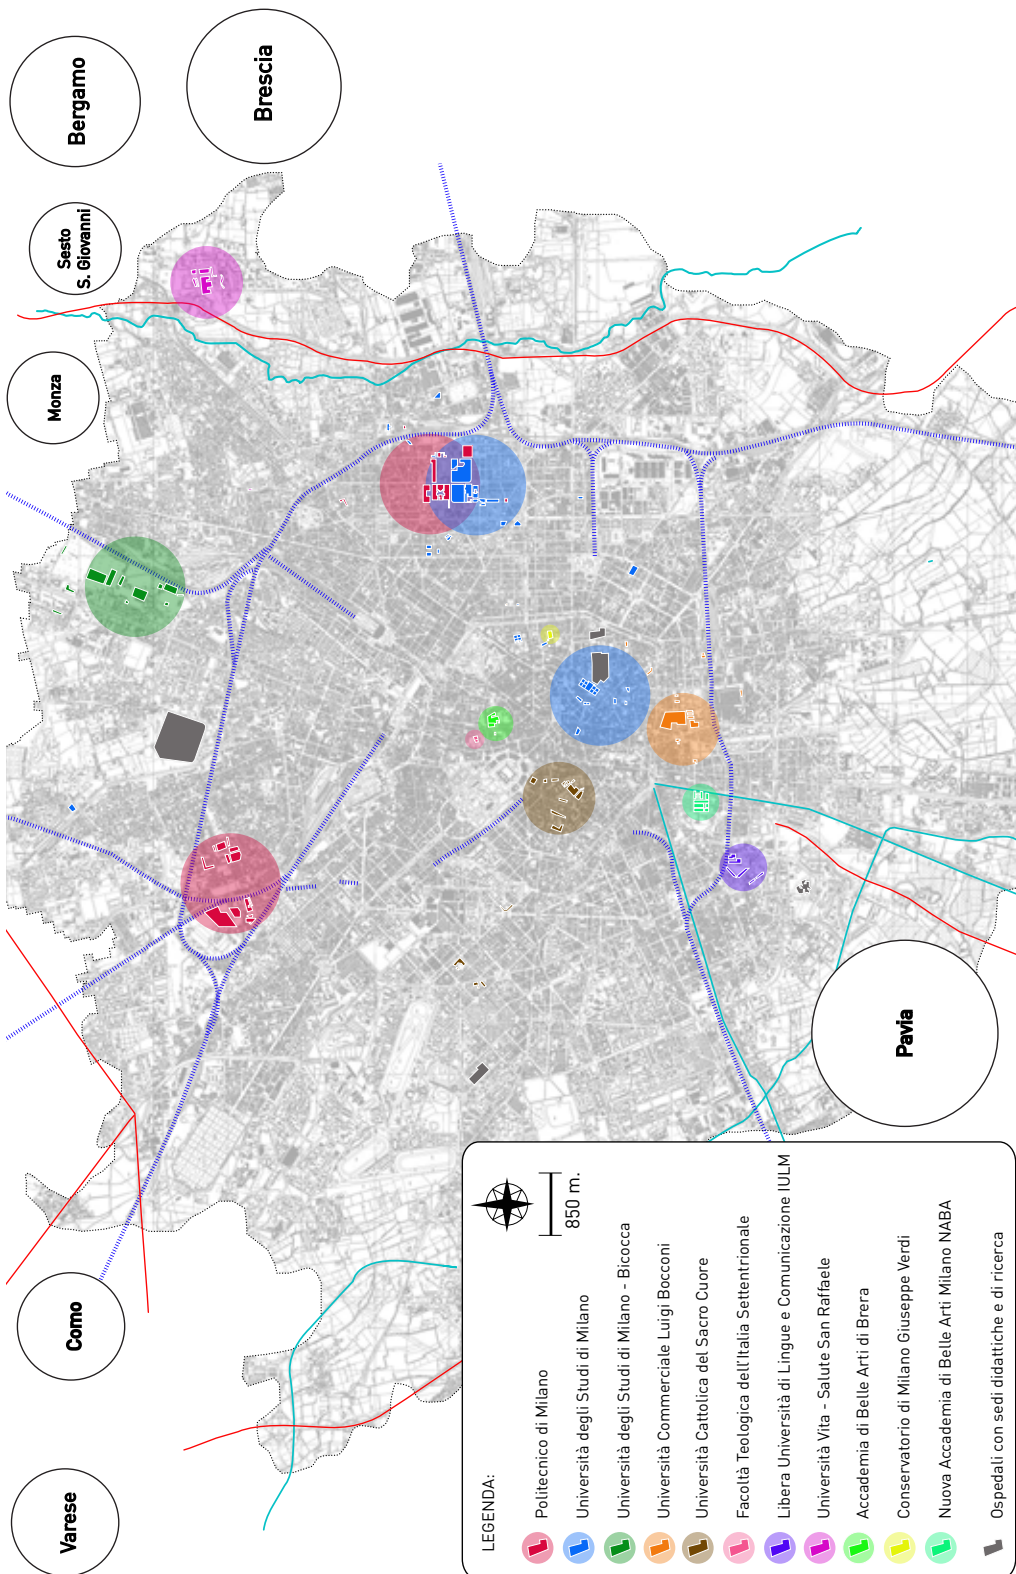 Varese
Como
Monza
Sesto
S. Giovanni
Bergamo
Brescia
Pavia
LEGENDA:
850 m.
Politecnico di Milano
Università degli Studi di Milano
Università degli Studi di Milano - Bicocca
Università Commerciale Luigi Bocconi
Università Cattolica del Sacro Cuore
Facoltà Teologica dell'Italia Settentrionale
Libera Università di Lingue e Comunicazione IULM
Università Vita - Salute San Raffaele
Accademia di Belle Arti di Brera
Conservatorio di Milano Giuseppe Verdi
Nuova Accademia di Belle Arti Milano NABA
Ospedali con sedi didattiche e di ricerca